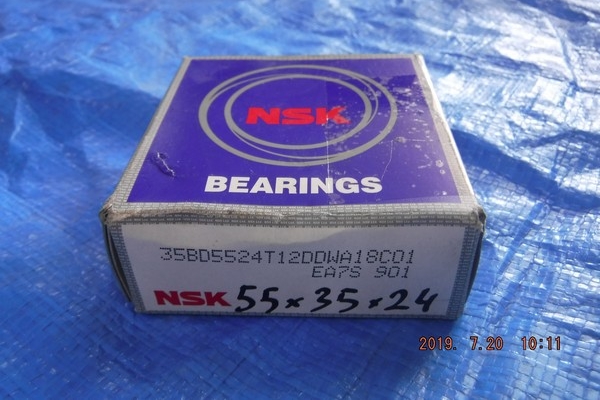 NSK
BEARINGS
35BD5524T12DDWA18C01
EA7S 901
NSK 55×35×24
2019. 7.20 10:11